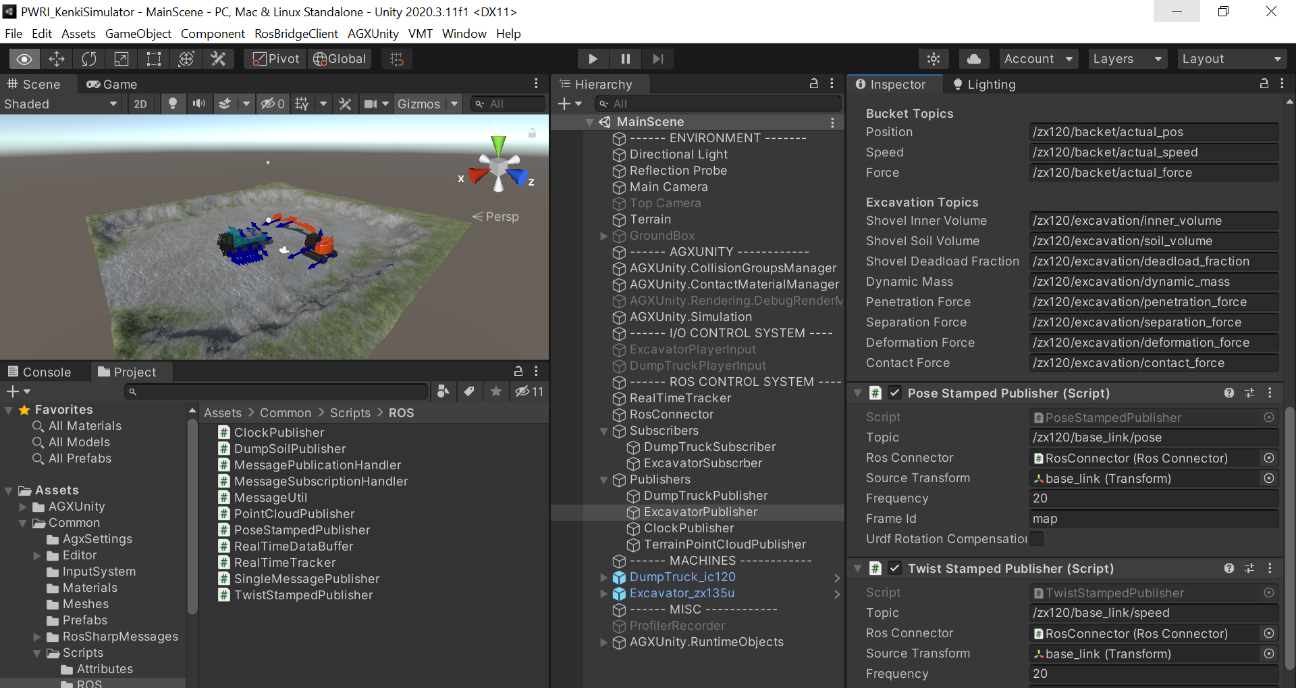 PWRI_KenkiSimulator - MainScene - PC, Mac & Linux Standalone - Unity 2020.3.11f1 <DX11>
File Edit Assets GameObject Component RosBridgeClient AGXUnity VMT Window Help
Pivot Global Account Layers Layout
Scene Game
Shaded 2D 0 Gizmos All
X Z
Persp
Console Project
11
Favorites
All Materials
All Models
All Prefabs
Assets
AGXUnity
Common
AgxSettings
Editor
InputSystem
Materials
Meshes
Prefabs
RosSharpMessages
Scripts
Attributes
ROS
Assets > Common > Scripts > ROS
ClockPublisher
DumpSoilPublisher
MessagePublicationHandler
MessageSubscriptionHandler
MessageUtil
PointCloudPublisher
PoseStampedPublisher
RealTimeDataBuffer
RealTimeTracker
SingleMessagePublisher
TwistStampedPublisher
Hierarchy
All
MainScene
------ ENVIRONMENT -------
Directional Light
Reflection Probe
Main Camera
Top Camera
Terrain
GroundBox
------ AGXUNITY ------------
AGXUnity.CollisionGroupsManager
AGXUnity.ContactMaterialManager
AGXUnity.Rendering.DebugRenderM
AGXUnity.Simulation
------ I/O CONTROL SYSTEM ----
ExcavatorPlayerInput
DumpTruckPlayerInput
------ ROS CONTROL SYSTEM ----
RealTimeTracker
RosConnector
Subscribers
DumpTruckSubscriber
ExcavatorSubscrber
Publishers
DumpTruckPublisher
ExcavatorPublisher
ClockPublisher
TerrainPointCloudPublisher
------ MACHINES ------------
DumpTruck_ic120
Excavator_zx135u
------ MISC ------------
ProfilerRecorder
AGXUnity.RuntimeObjects
Inspector Lighting
Bucket Topics
Position /zx120/backet/actual_pos
Speed /zx120/backet/actual_speed
Force /zx120/backet/actual_force
Excavation Topics
Shovel Inner Volume /zx120/excavation/inner_volume
Shovel Soil Volume /zx120/excavation/soil_volume
Shovel Deadload Fraction /zx120/excavation/deadload_fraction
Dynamic Mass /zx120/excavation/dynamic_mass
Penetration Force /zx120/excavation/penetration_force
Separation Force /zx120/excavation/separation_force
Deformation Force /zx120/excavation/deformation_force
Contact Force /zx120/excavation/contact_force
Pose Stamped Publisher (Script)
Script PoseStampedPublisher
Topic /zx120/base_link/pose
Ros Connector RosConnector (Ros Connector)
Source Transform base_link (Transform)
Frequency 20
Frame Id map
Urdf Rotation Compensatio
Twist Stamped Publisher (Script)
Script TwistStampedPublisher
Topic /zx120/base_link/speed
Ros Connector RosConnector (Ros Connector)
Source Transform base_link (Transform)
Frequency 20